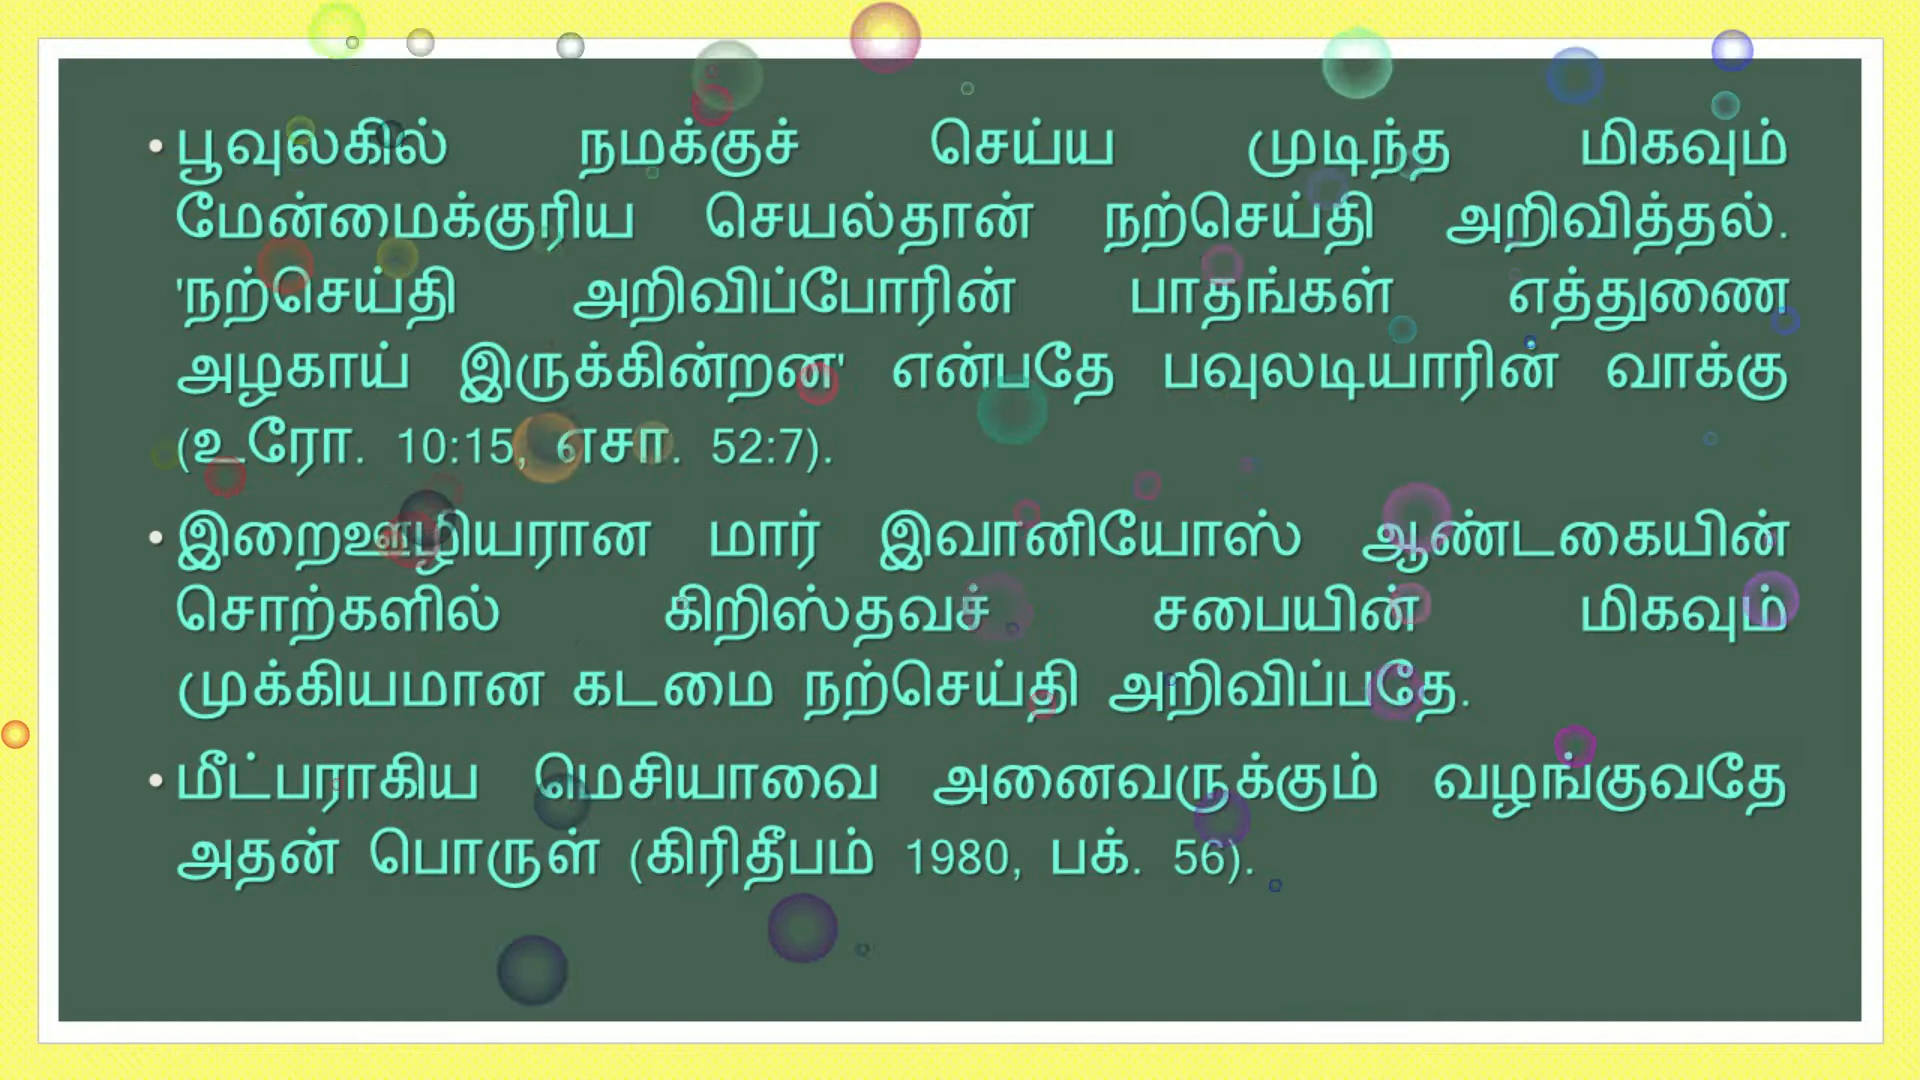 • பூவுலகில் நமக்குச் செய்ய முடிந்த மிகவும்
மேன்மைக்குரிய செயல்தான் நற்செய்தி அறிவித்தல்.
'நற்செய்தி அறிவிப்போரின் பாதங்கள் எத்துணை
அழகாய் இருக்கின்றன' என்பதே பவுலடியாரின் வாக்கு
(உரோ. 10:15, எசா. 52:7).
• இறைஊழியரான மார் இவானியோஸ் ஆண்டகையின்
சொற்களில் கிறிஸ்தவச் சபையின் மிகவும்
முக்கியமான கடமை நற்செய்தி அறிவிப்பதே.
• மீட்பராகிய மெசியாவை அனைவருக்கும் வழங்குவதே
அதன் பொருள் (கிரிதீபம் 1980, பக். 56).